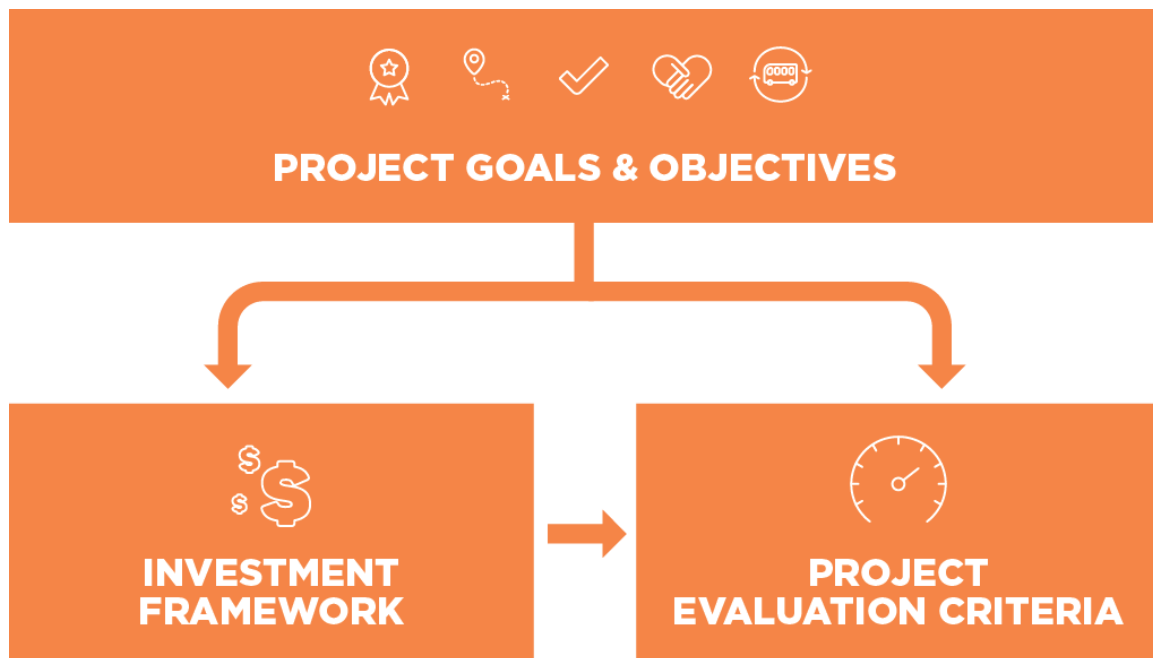 PROJECT GOALS & OBJECTIVES
$
$
$
INVESTMENT
FRAMEWORK
PROJECT
EVALUATION CRITERIA